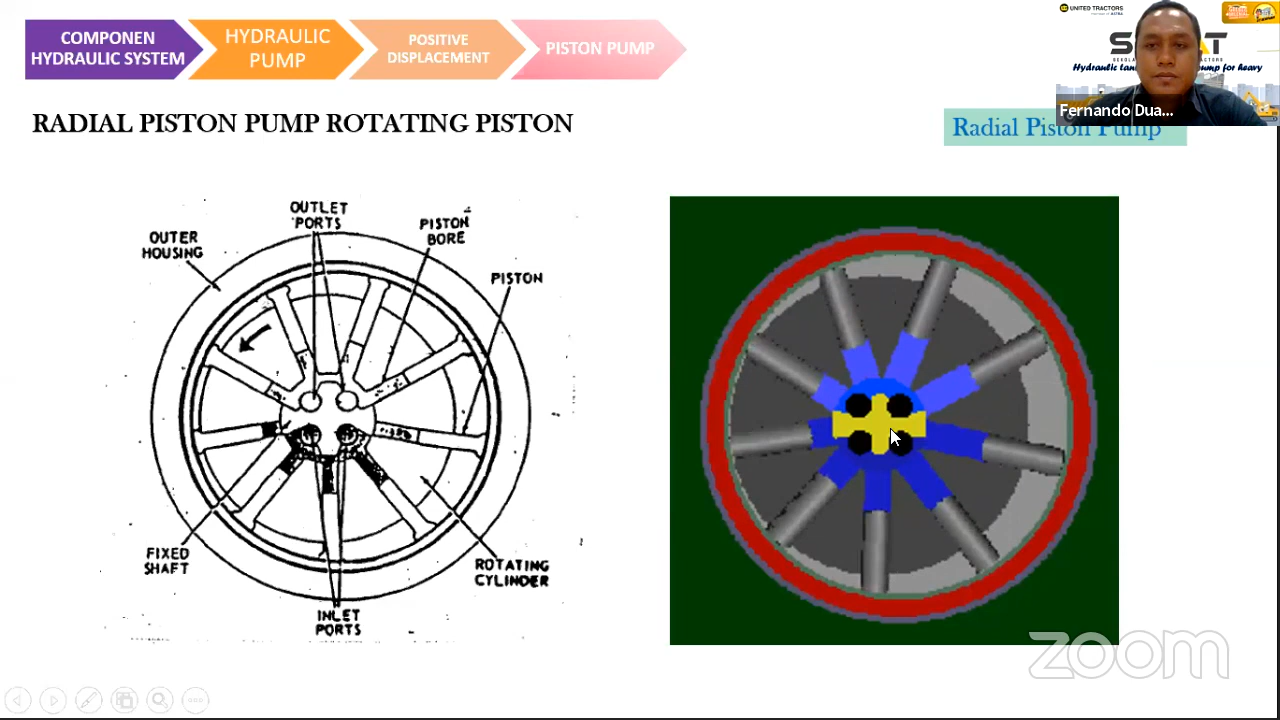 COMPONEN
HYDRAULIC SYSTEM
HYDRAULIC
PUMP
POSITIVE
DISPLACEMENT
PISTON PUMP
UNITED TRACTORS
RADIAL PISTON PUMP ROTATING PISTON
Fernando Dua...
Radial Piston Pump
OUTLET
PORTS
PISTON
BORE
OUTER
HOUSING
PISTON
FIXED
SHAFT
ROTATING
CYLINDER
INLET
PORTS
zoom